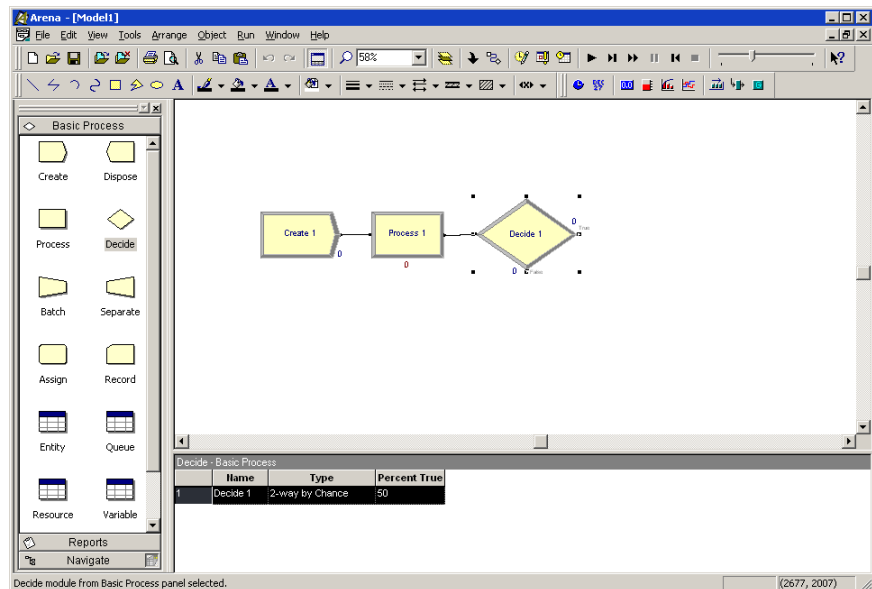 Arena - [Model1]
File Edit View Tools Arrange Object Run Window Help
58%
A A
Basic Process
Create Dispose
Process Decide
Batch Separate
Assign Record
Entity Queue
Resource Variable
Reports
Navigate
Create 1
0
Process 1
0
Decide 1
0
True
0
False
Decide - Basic Process
Name Type Percent True
1 Decide 1 2-way by Chance 50
Decide module from Basic Process panel selected.
(2677, 2007)